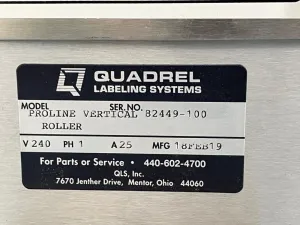 QUADREL
LABELING SYSTEMS
MODEL SER. NO.
PROLINE VERTICAL 82449-100
ROLLER
V 240 PH 1 A 25 MFG 18FEB19
For Parts or Service • 440-602-4700
QLS, Inc.
7670 Jenther Drive, Mentor, Ohio 44060